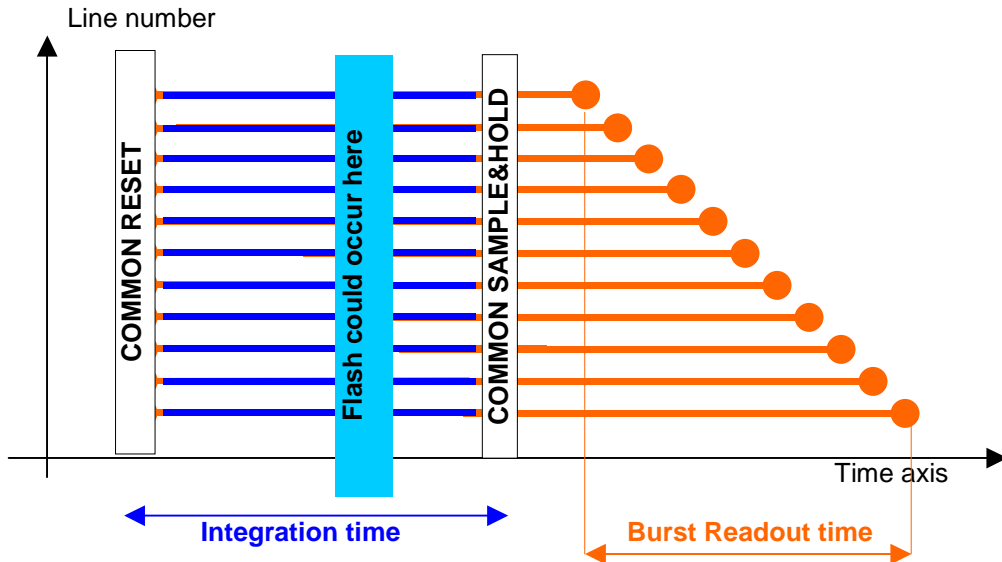 Line number
COMMON RESET
Flash could occur here
COMMON SAMPLE&HOLD
Time axis
Integration time
Burst Readout time